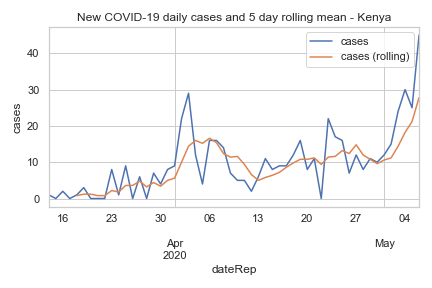 New COVID-19 daily cases and 5 day rolling mean - Kenya
cases
cases (rolling)
cases
40
30
20
10
0
16 23 30 06 13 20 27 04
Apr May
2020
dateRep